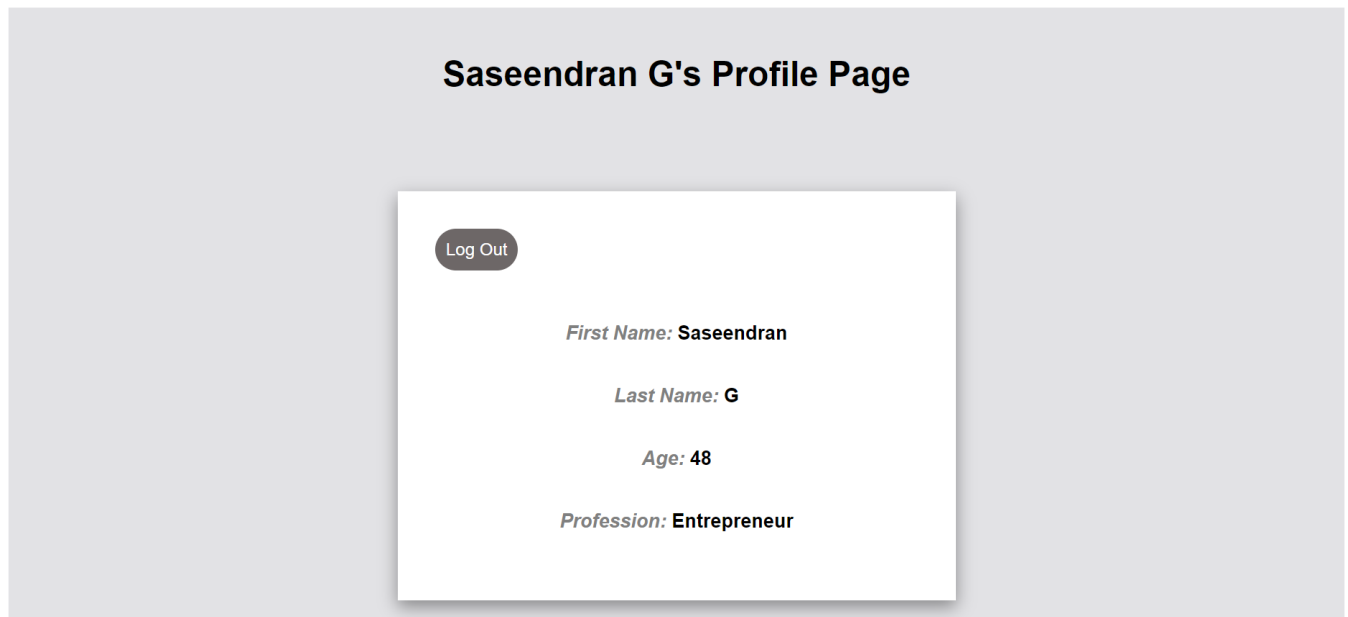 Saseendran G's Profile Page
Log Out
First Name: Saseendran
Last Name: G
Age: 48
Profession: Entrepreneur